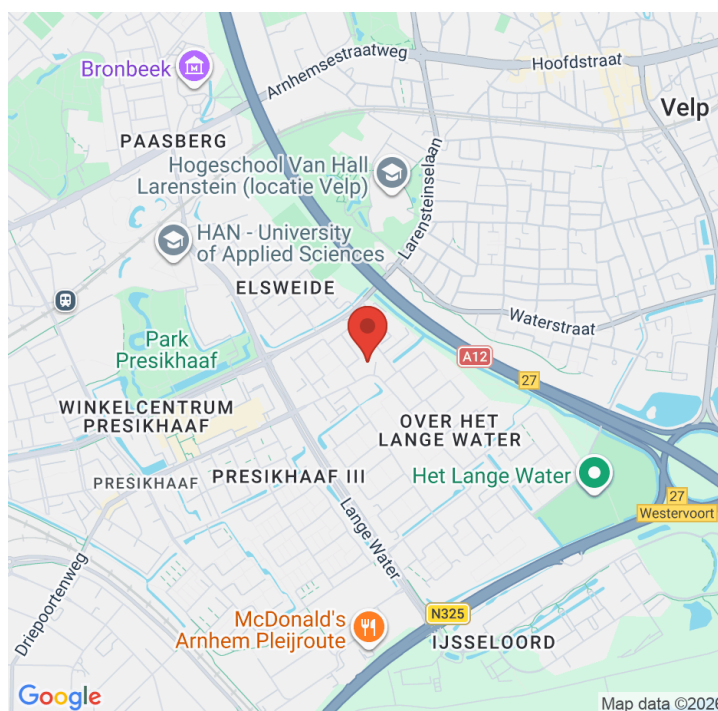 Bronbeek
Arnhemsestraatweg
Hoofdstraat
Velp
PAASBERG
Hogeschool Van Hall
Larenstein (locatie Velp)
Larensteinselaan
HAN - University
of Applied Sciences
ELSWEIDE
Waterstraat
Park
Presikhaaf
A12
27
WINKELCENTRUM
PRESIKHAAF
OVER HET
LANGE WATER
PRESIKHAAF
PRESIKHAAF III
Het Lange Water
27
Westervoort
Lange Water
Driepoortenweg
McDonald's
Arnhem Pleijroute
N325
IJSSELOORD
Google
Map data ©2026